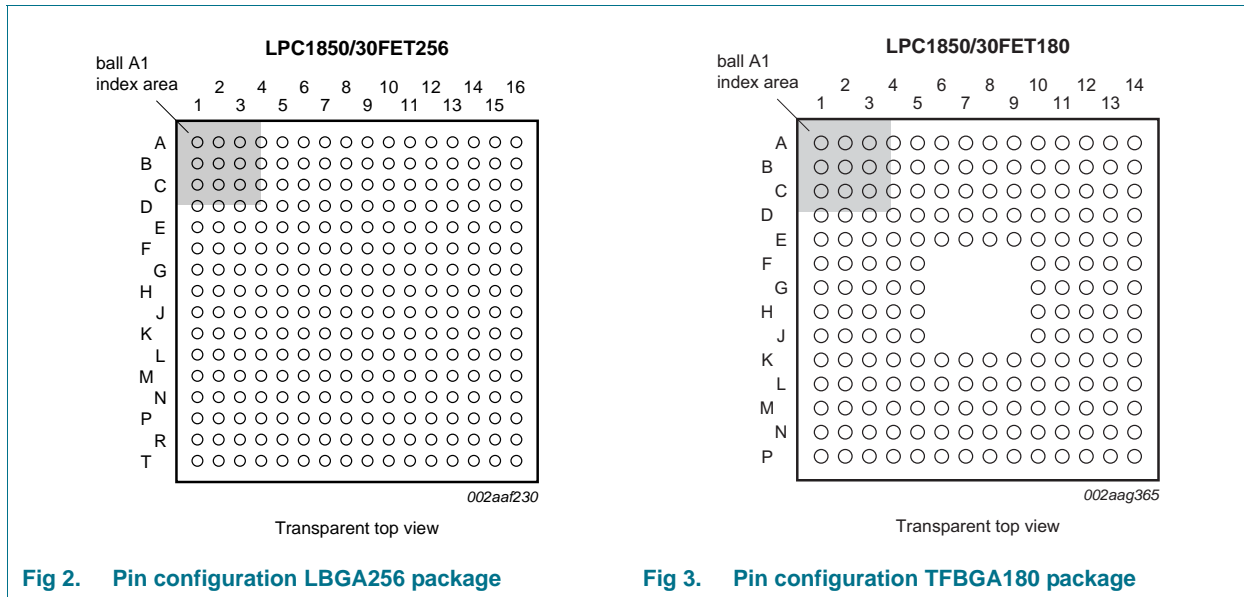 LPC1850/30FET256
ball A1
index area
2 4 6 8 10 12 14 16
1 3 5 7 9 11 13 15
A
B
C
D
E
F
G
H
J
K
L
M
N
P
R
T
002aaf230
Transparent top view
Fig 2. Pin configuration LBGA256 package
LPC1850/30FET180
ball A1
index area
2 4 6 8 10 12 14
1 3 5 7 9 11 13
A
B
C
D
E
F
G
H
J
K
L
M
N
P
002aag365
Transparent top view
Fig 3. Pin configuration TFBGA180 package